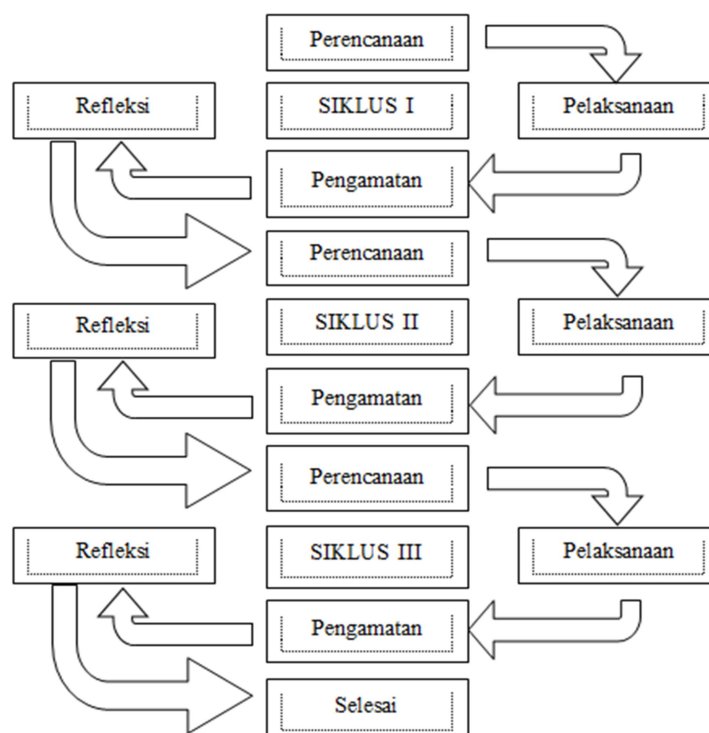 Perencanaan
Refleksi
SIKLUS I
Pelaksanaan
Pengamatan
Perencanaan
Refleksi
SIKLUS II
Pelaksanaan
Pengamatan
Perencanaan
Refleksi
SIKLUS III
Pelaksanaan
Pengamatan
Selesai